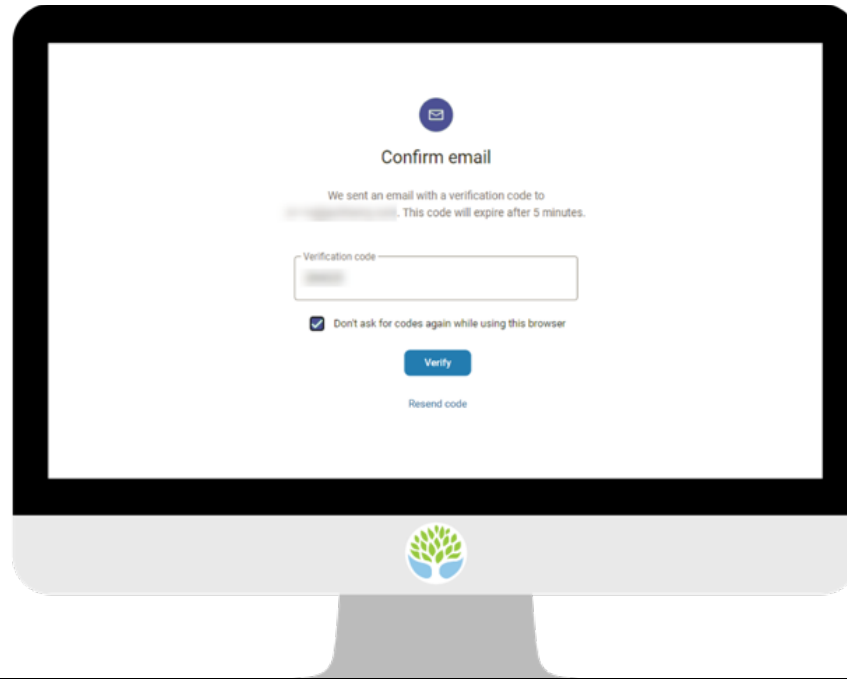 Confirm email
We sent an email with a verification code to
. This code will expire after 5 minutes.
Verification code
Don't ask for codes again while using this browser
Verify
Resend code